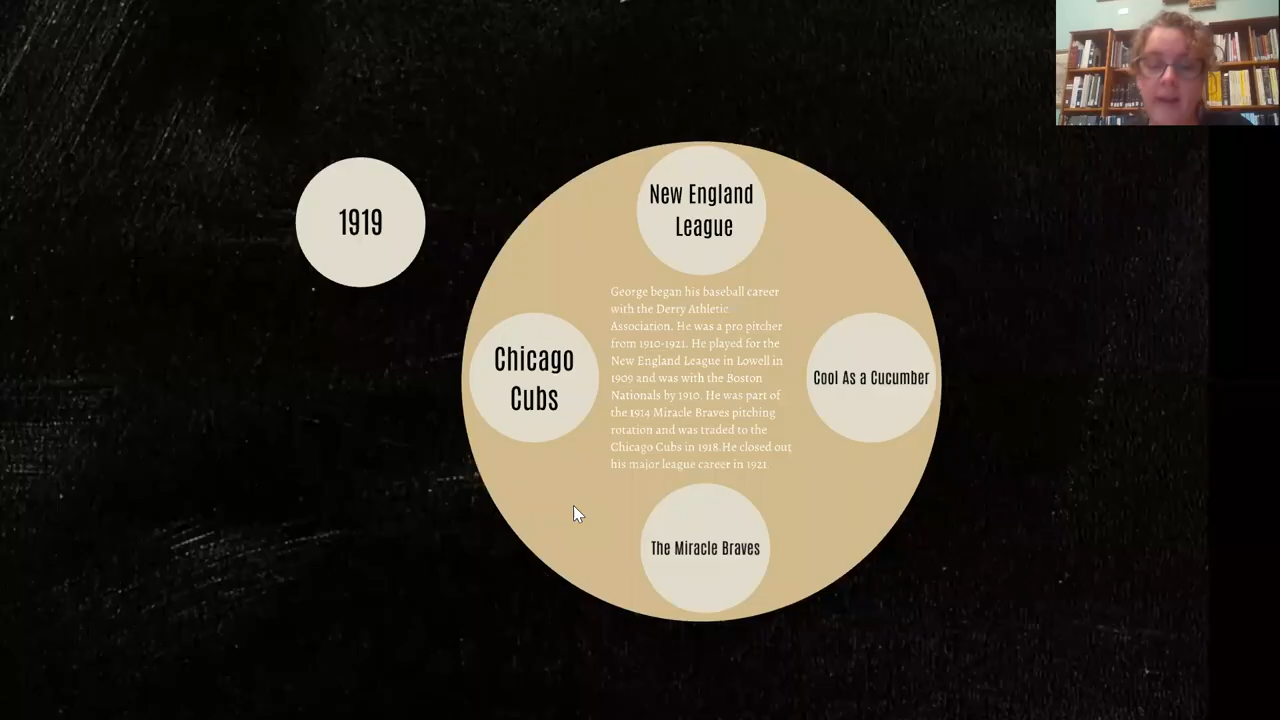 1919
New England
League
George began his baseball career
with the Derry Athletic
Association. He was a pro pitcher
from 1910-1921. He played for the
New England League in Lowell in
1909 and was with the Boston
Nationals by 1910. He was part of
the 1914 Miracle Braves pitching
rotation and was traded to the
Chicago Cubs in 1918.He closed out
his major league career in 1921
Chicago
Cubs
Cool As a Cucumber
The Miracle Braves